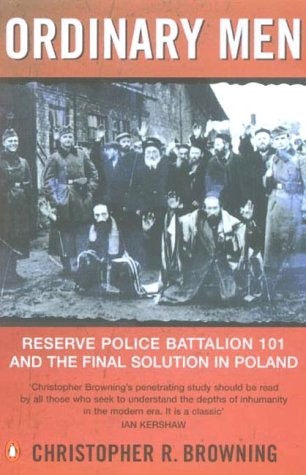 ORDINARY MEN
RESERVE POLICE BATTALION 101
AND THE FINAL SOLUTION IN POLAND
‘Christopher Browning’s penetrating study should be read
by all those who seek to understand the depths of inhumanity
in the modern era. It is a classic’
IAN KERSHAW
CHRISTOPHER R. BROWNING